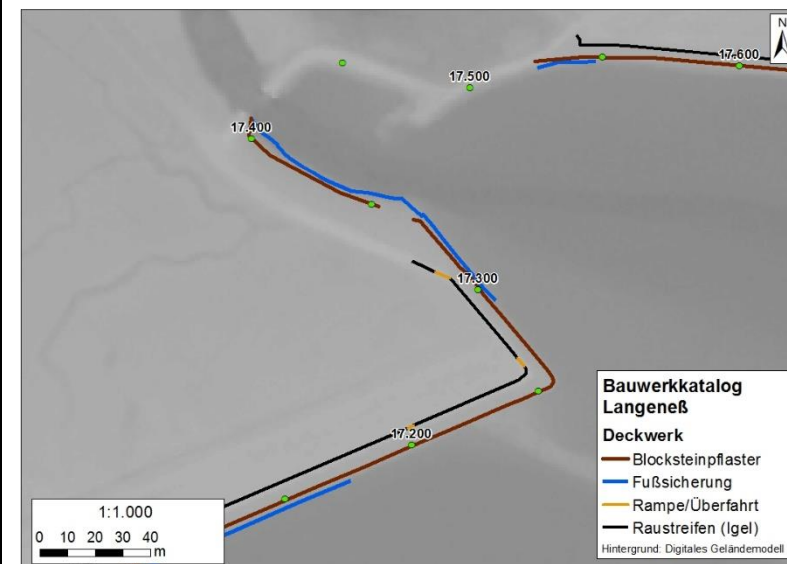 N
17.600
17.500
17.400
17.300
17.200
Bauwerkkatalog
Langeneß
Deckwerk
Blocksteinpflaster
Fußsicherung
Rampe/Überfahrt
Raustreifen (Igel)
Hintergrund: Digitales Geländemodell
1:1.000
0 10 20 30 40
m